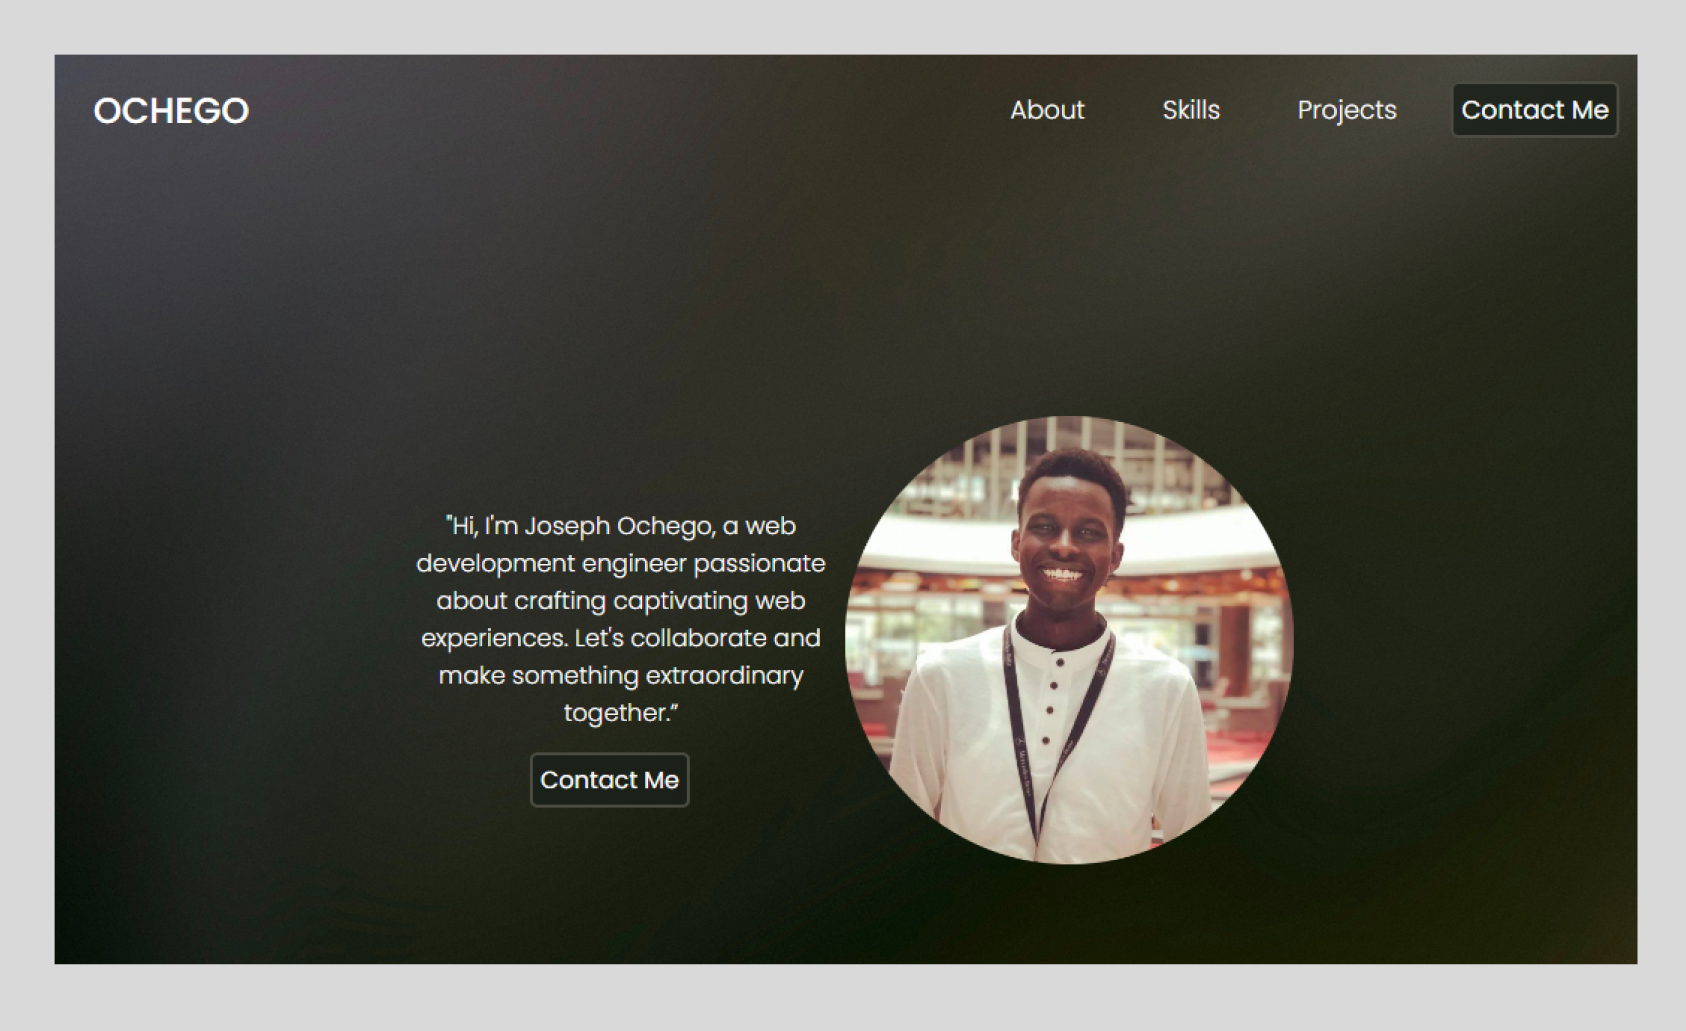 OCHEGO
About Skills Projects Contact Me
"Hi, I'm Joseph Ochego, a web
development engineer passionate
about crafting captivating web
experiences. Let's collaborate and
make something extraordinary
together.”
Contact Me